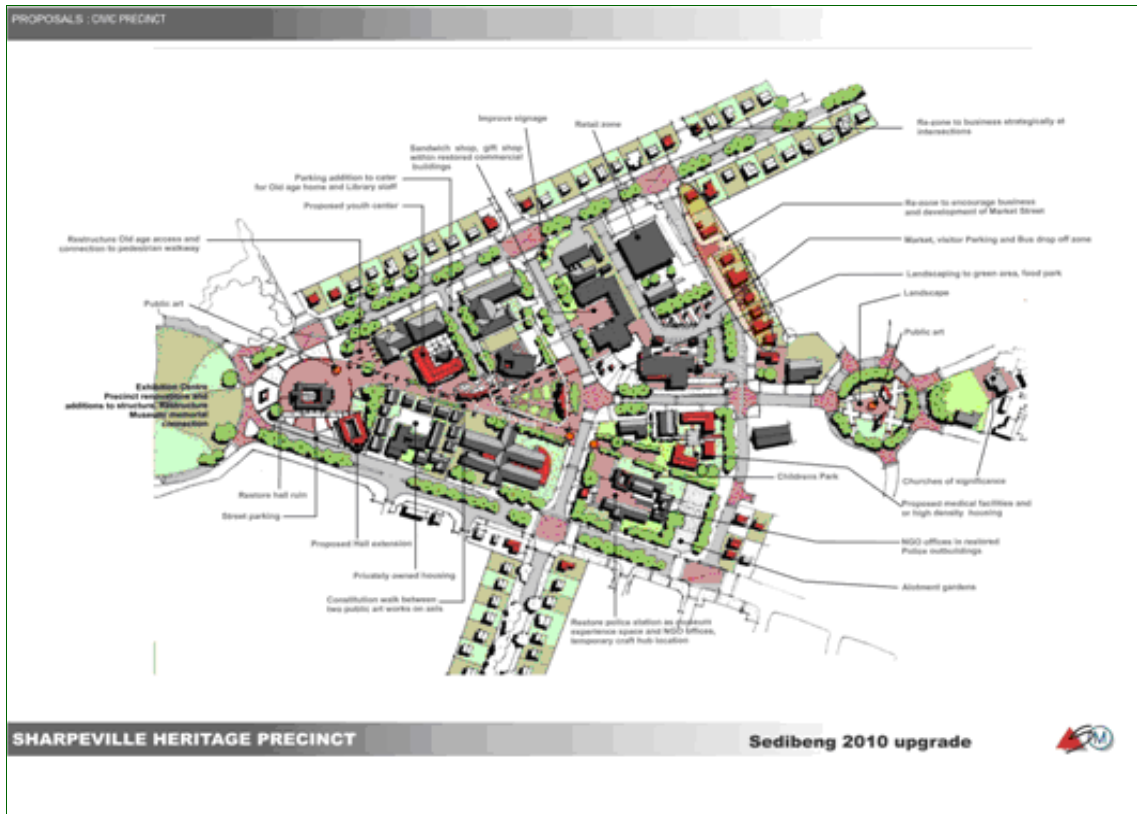 PROPOSALS : CIVIC PRECINCT
Improve signage
Retail zone
Re-zone to business strategically at
intersections
Sandwich shop, gift shop
within restored commercial
buildings
Parking addition to cater
for Old age home and Library staff
Proposed youth center
Re-zone to encourage business
and development of Market Street
Restructure Old age access and
connection to pedestrian walkway
Market, visitor Parking and Bus drop off zone
Landscaping to green area, food park
Landscape
Public art
Public art
Exhibition Centre
Precinct renovations and
additions to structure, Restructure
Museum/ memorial
connection
Restore hall ruin
Street parking
Proposed Hall extension
Privately owned housing
Constitution walk between
two public art works on axis
Childrens Park
Churches of significance
Proposed medical facilities and
or high density housing
NGO offices in restored
Police outbuildings
Alotment gardens
Restore police station as museum
experience space and NGO offices,
temporary craft hub location
SHARPEVILLE HERITAGE PRECINCT
Sedibeng 2010 upgrade
M